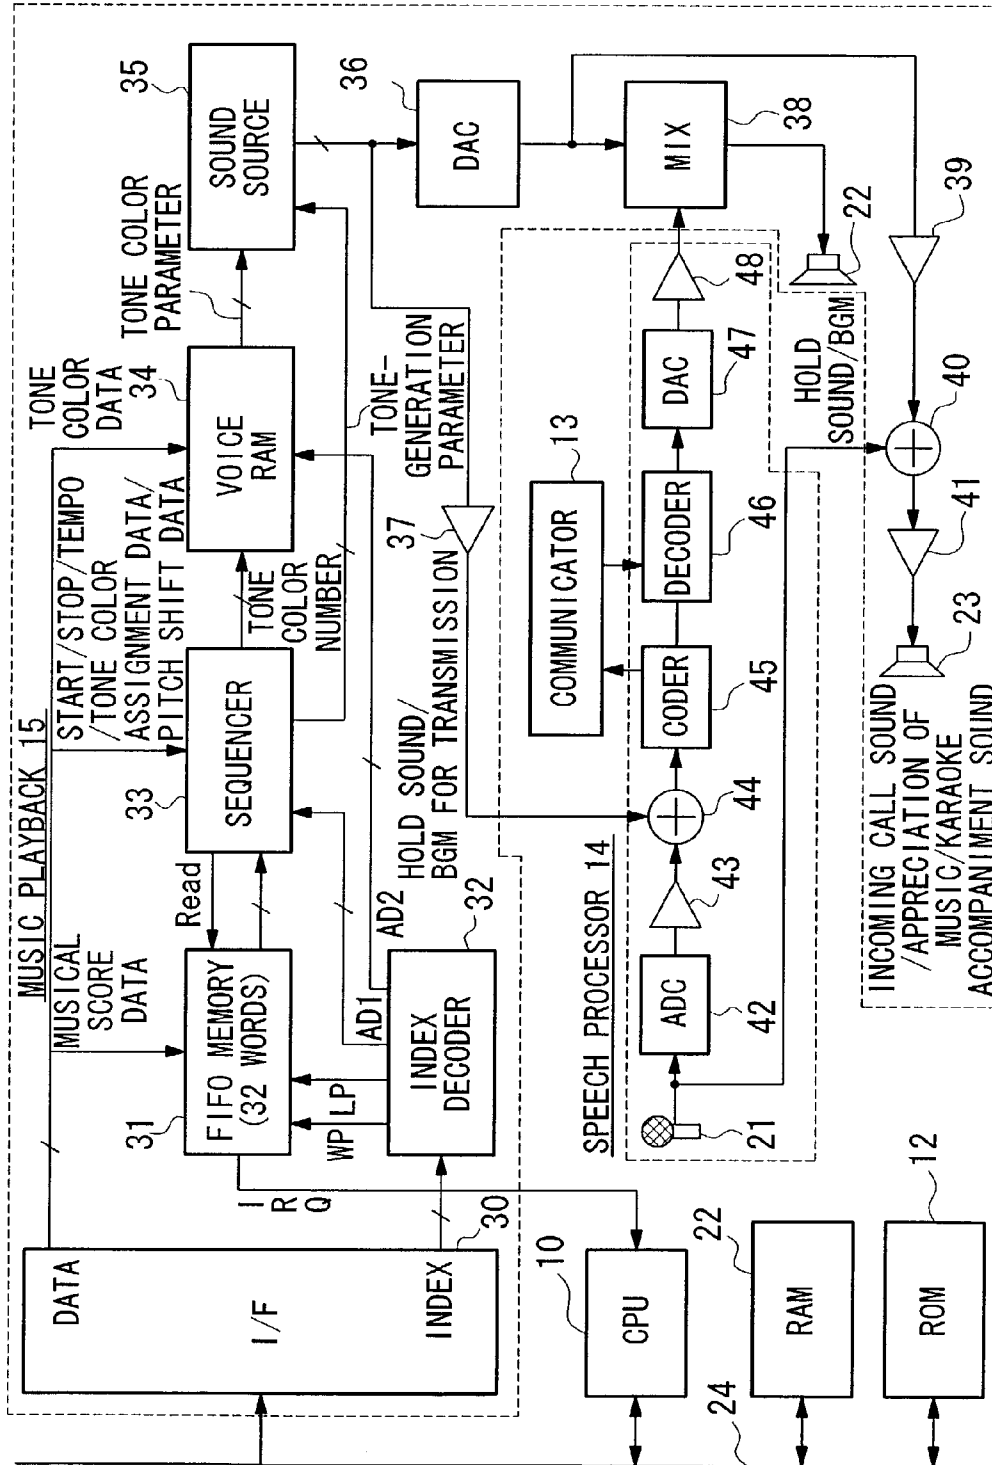 MUSIC PLAYBACK 15
DATA
I/F
INDEX
30
MUSICAL
SCORE
DATA
31
FIFO MEMORY
(32 WORDS)
I
R
Q
WP
LP
Read
INDEX
DECODER
32
AD1
AD2
START/STOP/TEMPO
/TONE COLOR
ASSIGNMENT DATA/
PITCH SHIFT DATA
33
SEQUENCER
TONE
COLOR
NUMBER
TONE
COLOR
DATA
34
VOICE
RAM
TONE COLOR
PARAMETER
35
SOUND
SOURCE
TONE-
GENERATION
PARAMETER
36
DAC
37
HOLD SOUND/
BGM FOR TRANSMISSION
MIX
38
22
HOLD
SOUND/BGM
39
40
41
23
INCOMING CALL SOUND
/APPRECIATION OF
MUSIC/KARAOKE
ACCOMPANIMENT SOUND
SPEECH PROCESSOR 14
21
ADC
42
43
44
CODER
45
COMMUNICATOR
13
DECODER
46
DAC
47
48
10
CPU
22
RAM
12
ROM
24